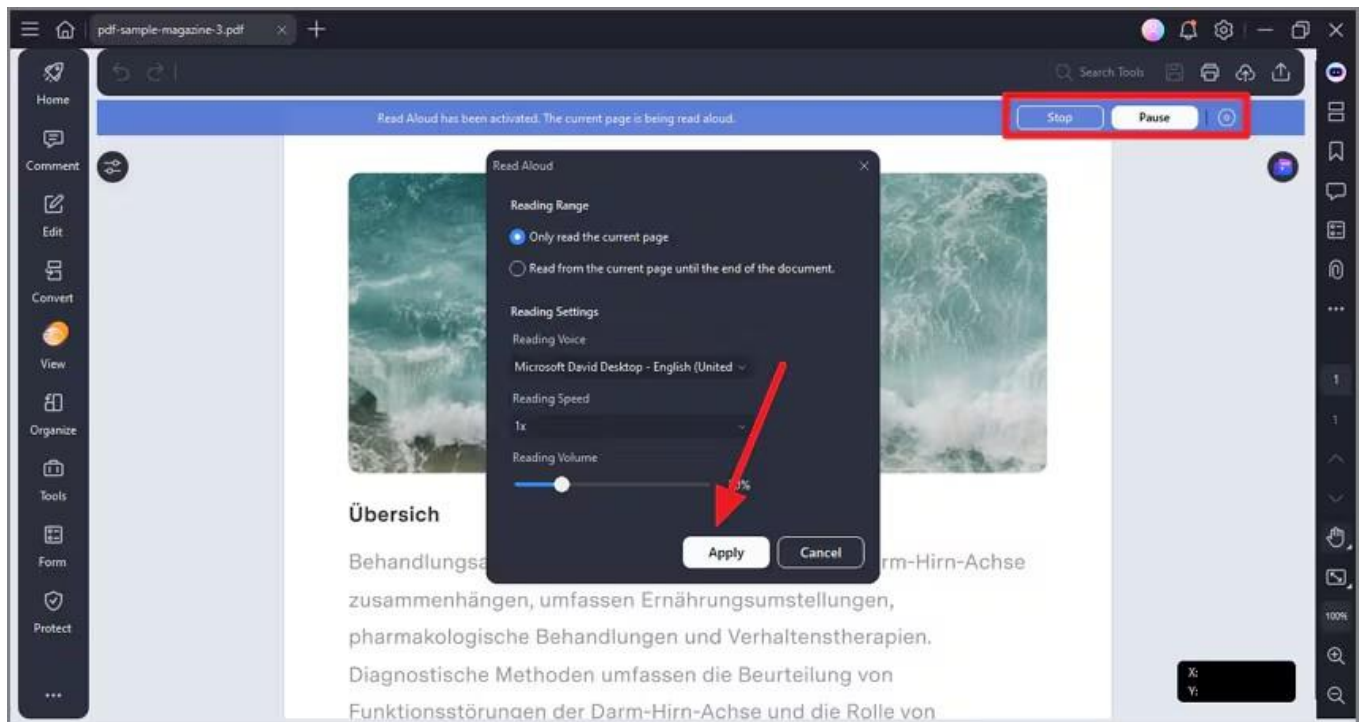 pdf-sample-magazine-3.pdf
Home
Comment
Edit
Convert
View
Organize
Tools
Form
Protect
Search Tools
Read Aloud has been activated. The current page is being read aloud.
Stop
Pause
Read Aloud
Reading Range
Only read the current page
Read from the current page until the end of the document.
Reading Settings
Reading Voice
Microsoft David Desktop - English (United
Reading Speed
1x
Reading Volume
Apply
Cancel
Übersich
Behandlungsa rm-Hirn-Achse
zusammenhängen, umfassen Ernährungsumstellungen,
pharmakologische Behandlungen und Verhaltenstherapien.
Diagnostische Methoden umfassen die Beurteilung von
Funktionsstörungen der Darm-Hirn-Achse und die Rolle von
1
1
100%
X:
Y: